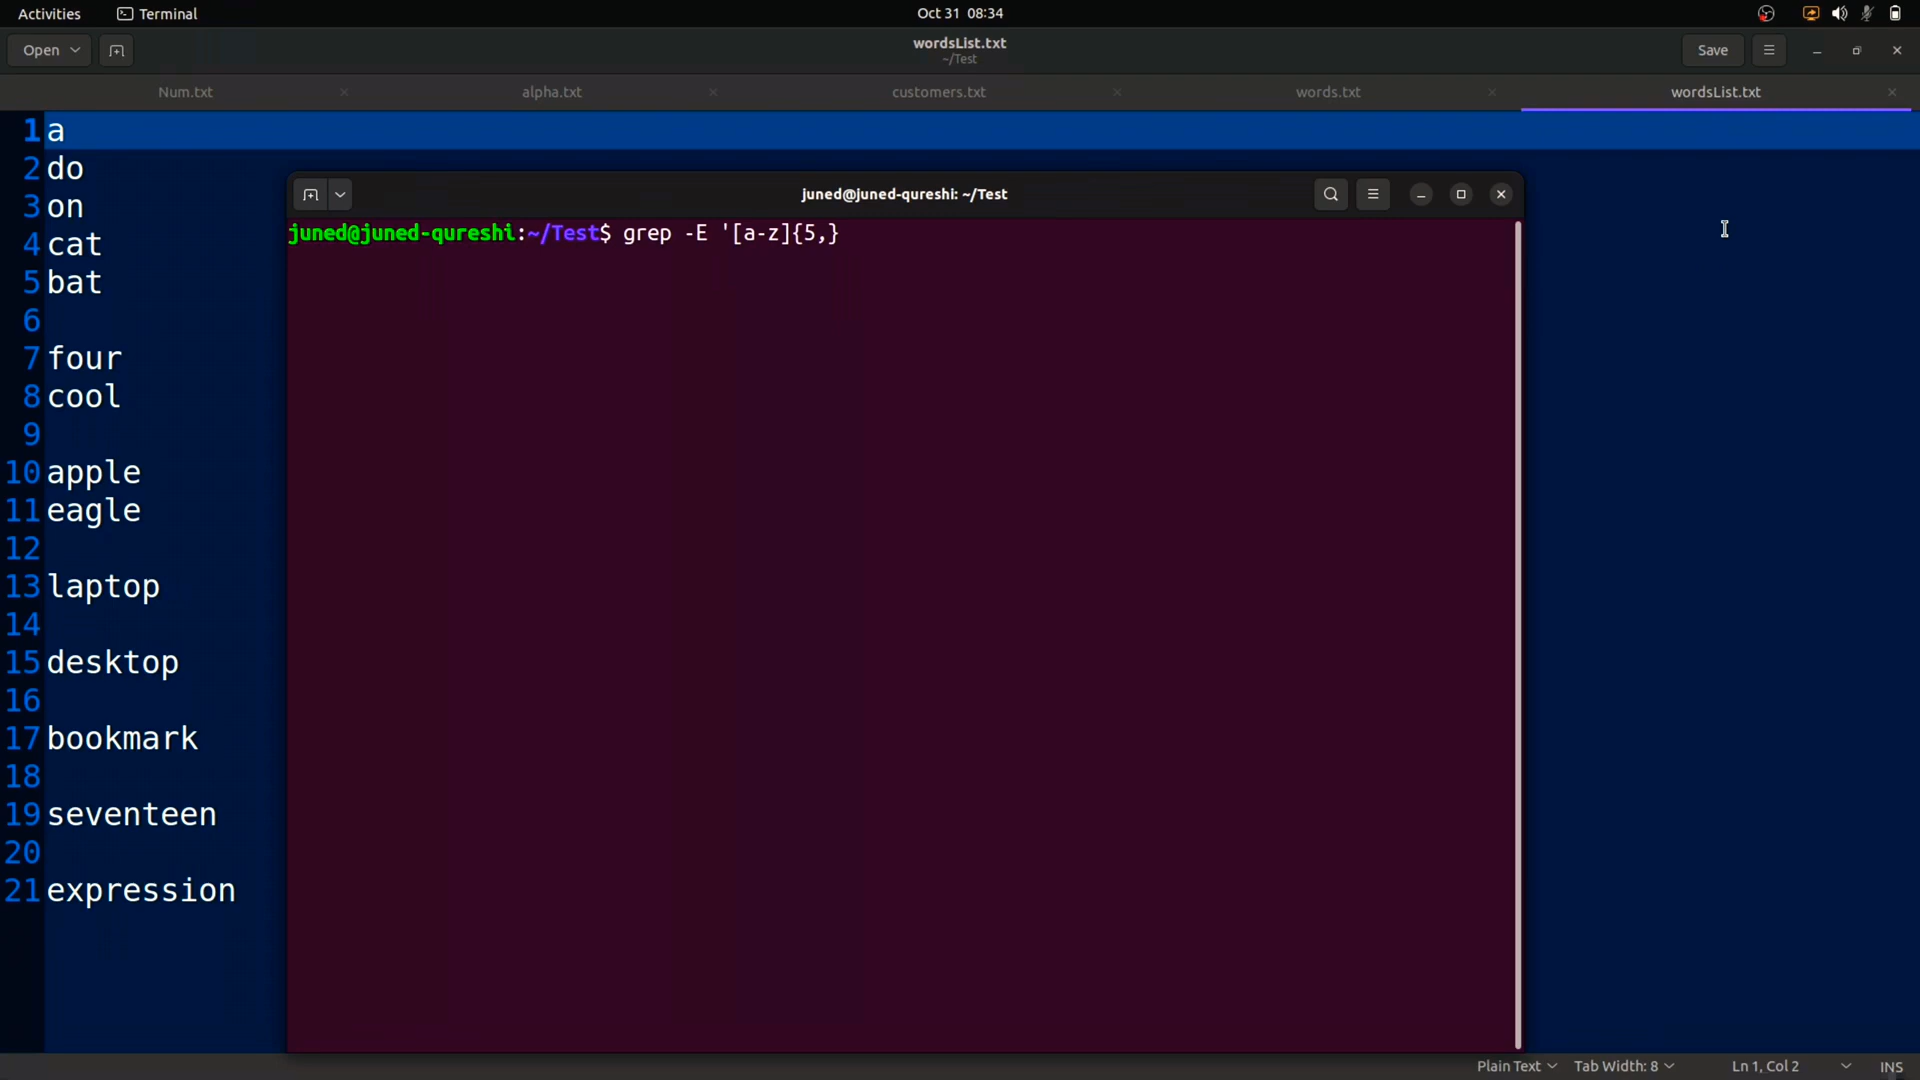 Activities Terminal Oct 31 08:34
Open wordsList.txt Save
~/Test
Num.txt alpha.txt customers.txt words.txt wordsList.txt
1 a
2 do
3 on
4 cat
5 bat
6
7 four
8 cool
9
10 apple
11 eagle
12
13 laptop
14
15 desktop
16
17 bookmark
18
19 seventeen
20
21 expression
juned@juned-qureshi: ~/Test
juned@juned-qureshi:~/Test$ grep -E '[a-z]{5,}
Plain Text Tab Width: 8 Ln 1, Col 2 INS